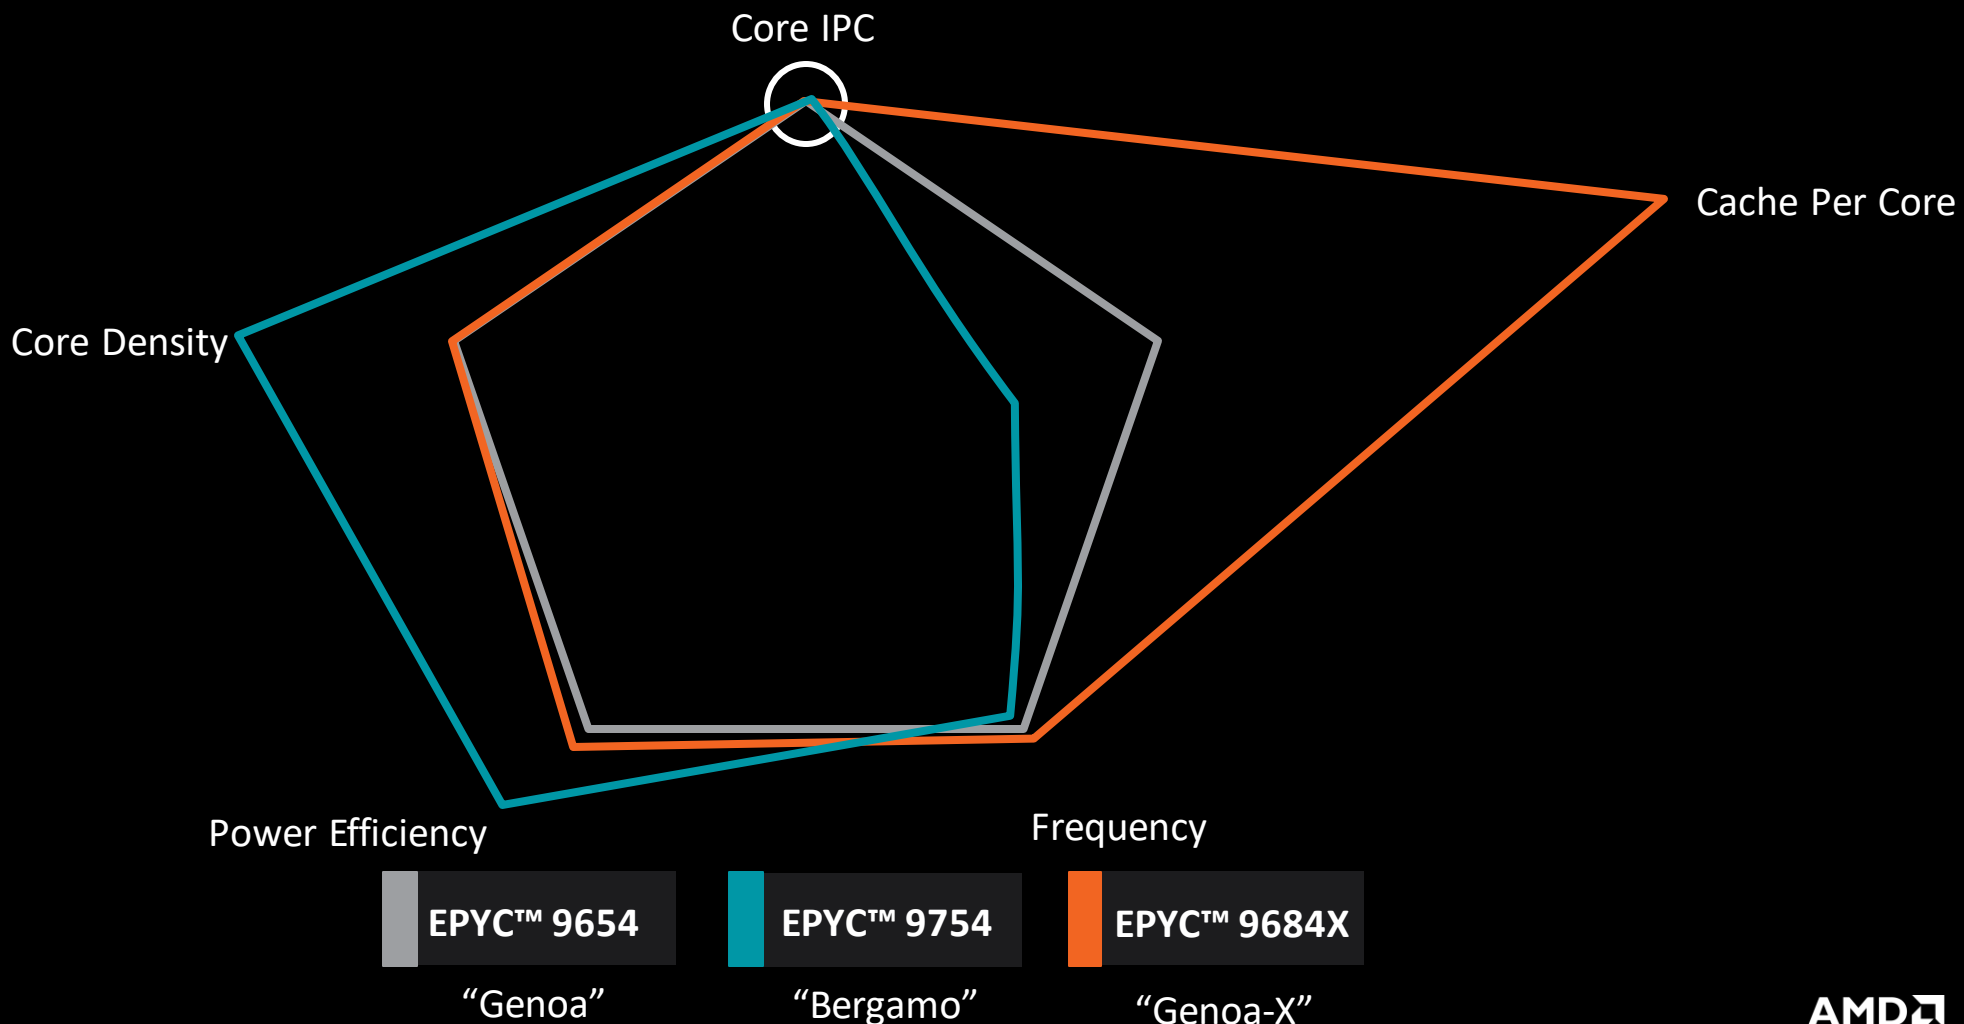 Core IPC
Cache Per Core
Core Density
Power Efficiency
Frequency
EPYC™ 9654
EPYC™ 9754
EPYC™ 9684X
“Genoa”
“Bergamo”
“Genoa-X”
AMD